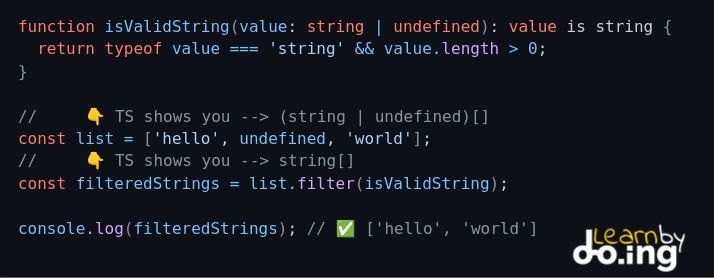 function isValidString(value: string | undefined): value is string {
  return typeof value === 'string' && value.length > 0;
}
//     👇 TS shows you --> (string | undefined)[]
const list = ['hello', undefined, 'world'];
//     👇 TS shows you --> string[]
const filteredStrings = list.filter(isValidString);
console.log(filteredStrings); // ✅ ['hello', 'world']
Learn by
do.ing